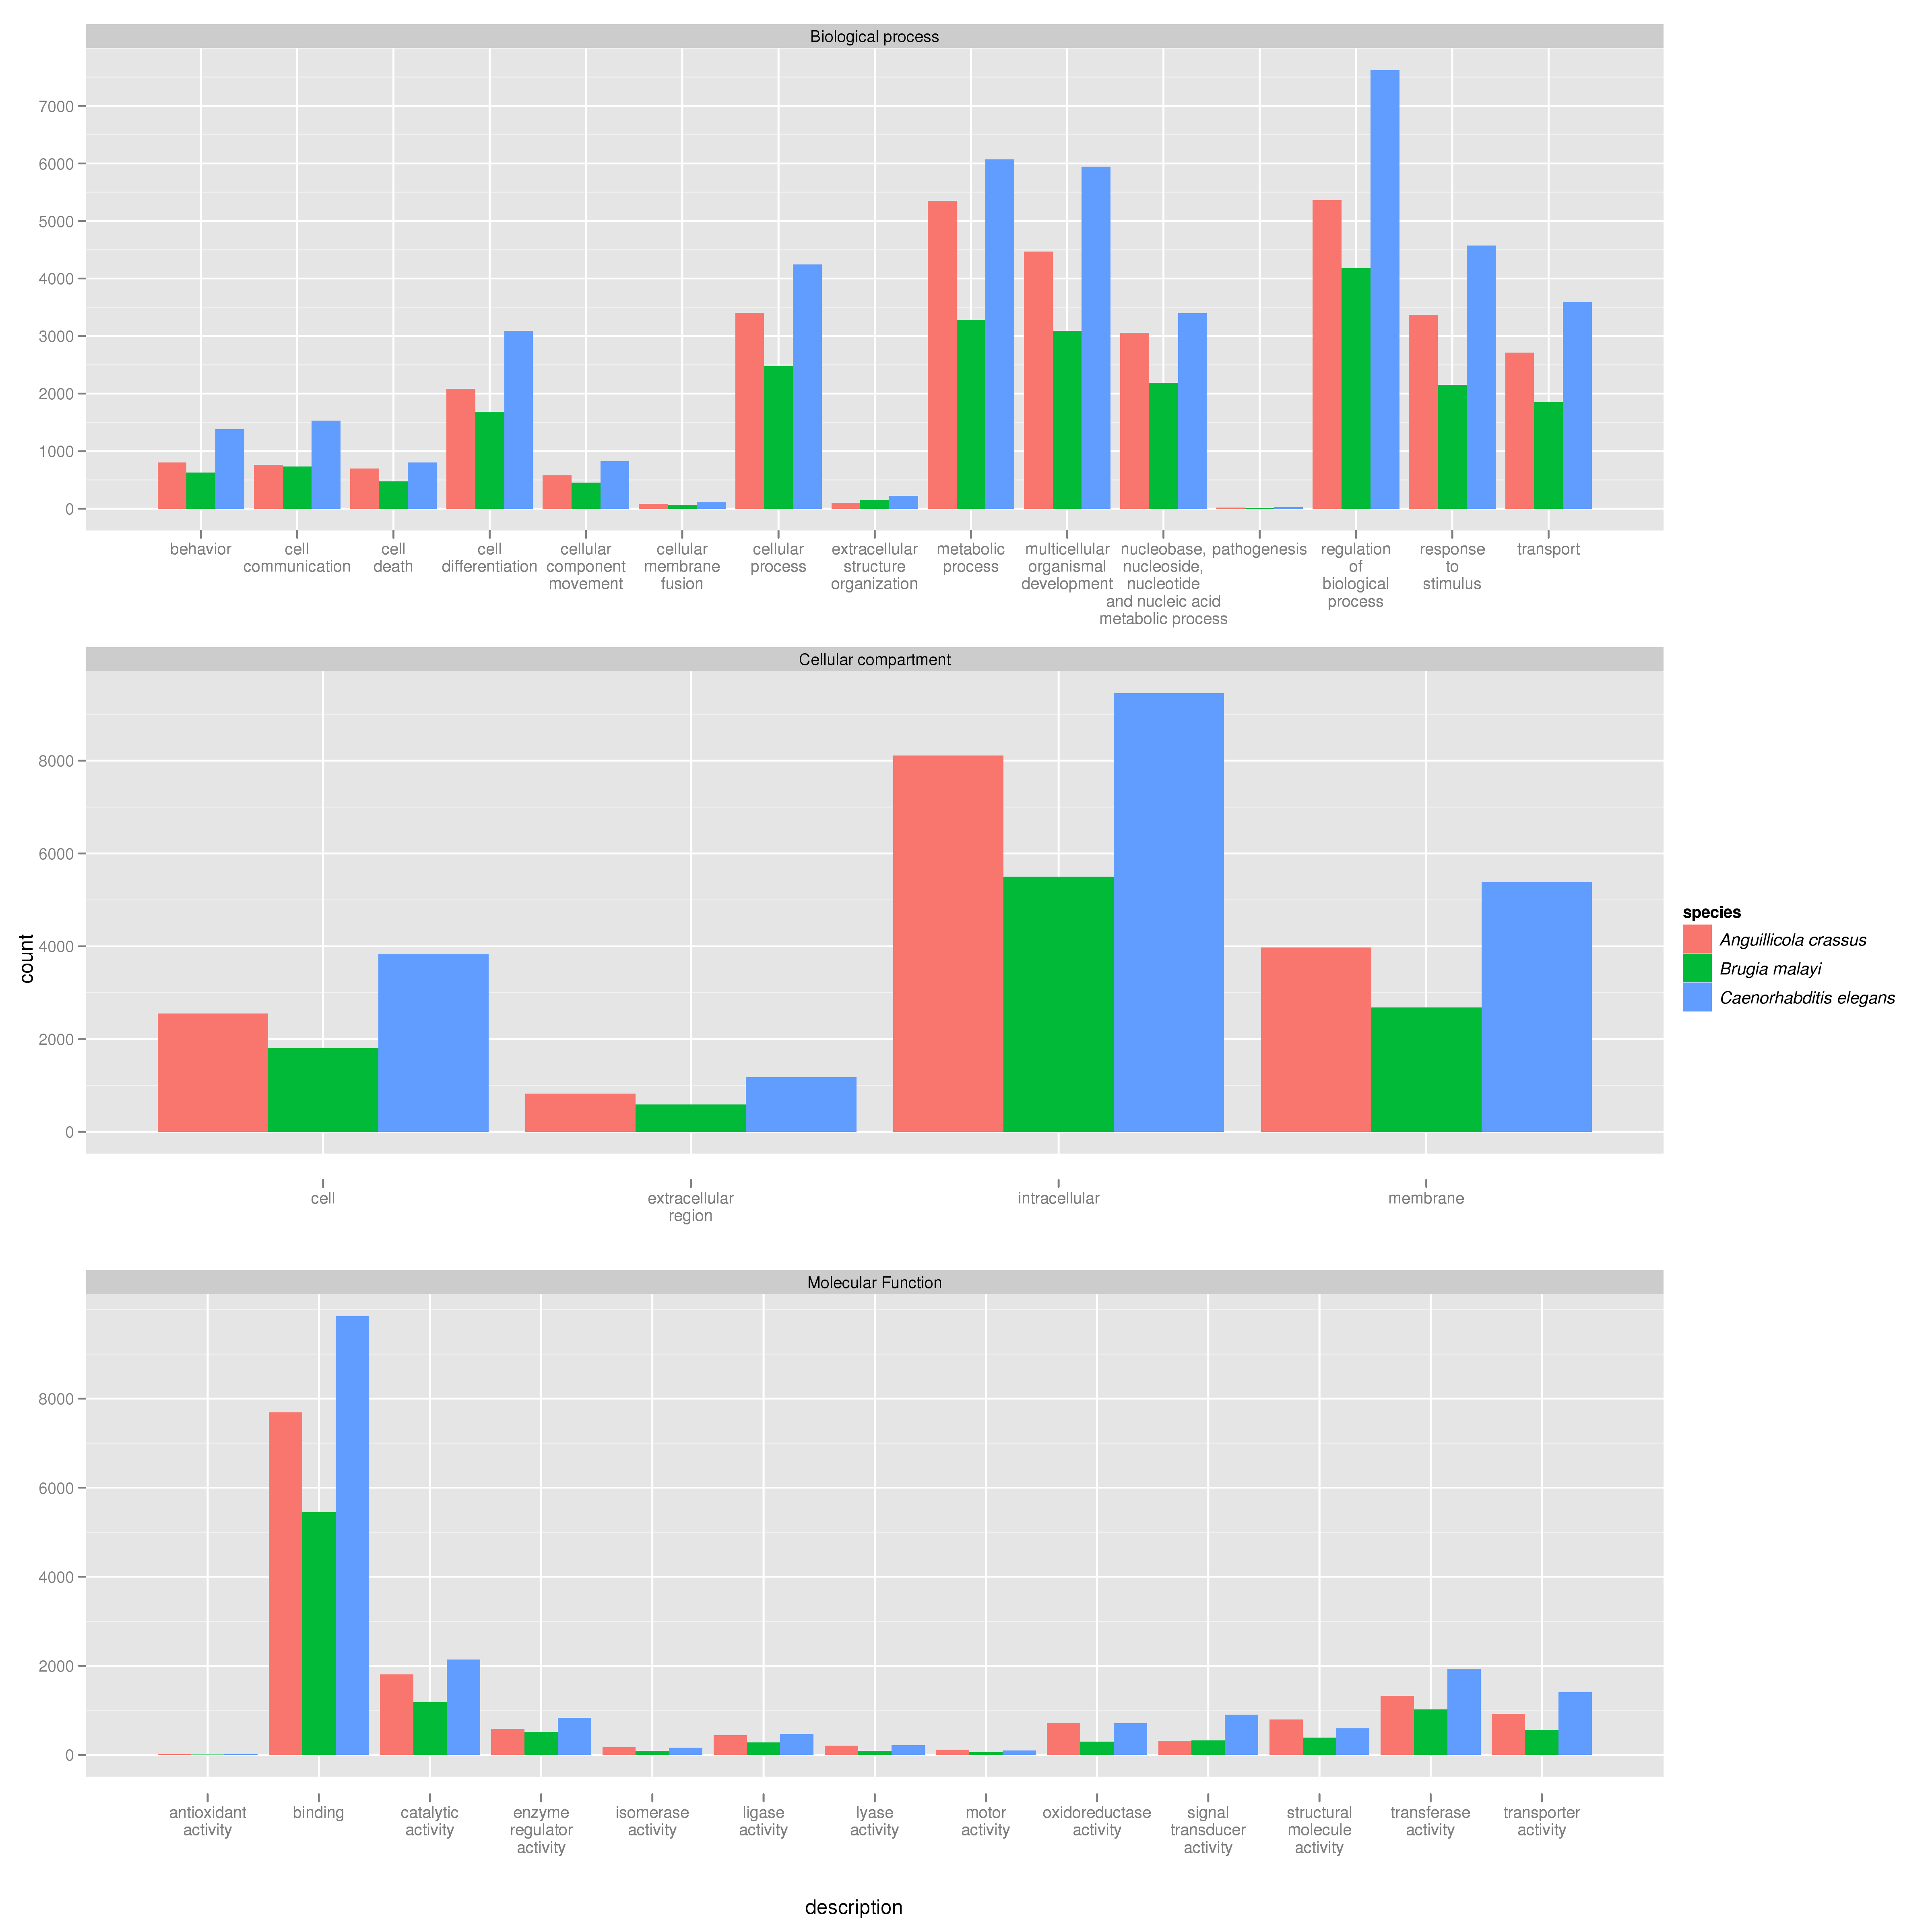 Biological process
7000
6000
5000
4000
3000
2000
1000
0
behavior
cell
communication
cell
death
cell
differentiation
cellular
component
movement
cellular
membrane
fusion
cellular
process
extracellular
structure
organization
metabolic
process
multicellular
organismal
development
nucleobase,
nucleoside,
nucleotide
and nucleic acid
metabolic process
pathogenesis
regulation
of
biological
process
response
to
stimulus
transport
Cellular compartment
count
8000
6000
4000
2000
0
cell
extracellular
region
intracellular
membrane
species
Anguillicola crassus
Brugia malayi
Caenorhabditis elegans
Molecular Function
8000
6000
4000
2000
0
antioxidant
activity
binding
catalytic
activity
enzyme
regulator
activity
isomerase
activity
ligase
activity
lyase
activity
motor
activity
oxidoreductase
activity
signal
transducer
activity
structural
molecule
activity
transferase
activity
transporter
activity
description